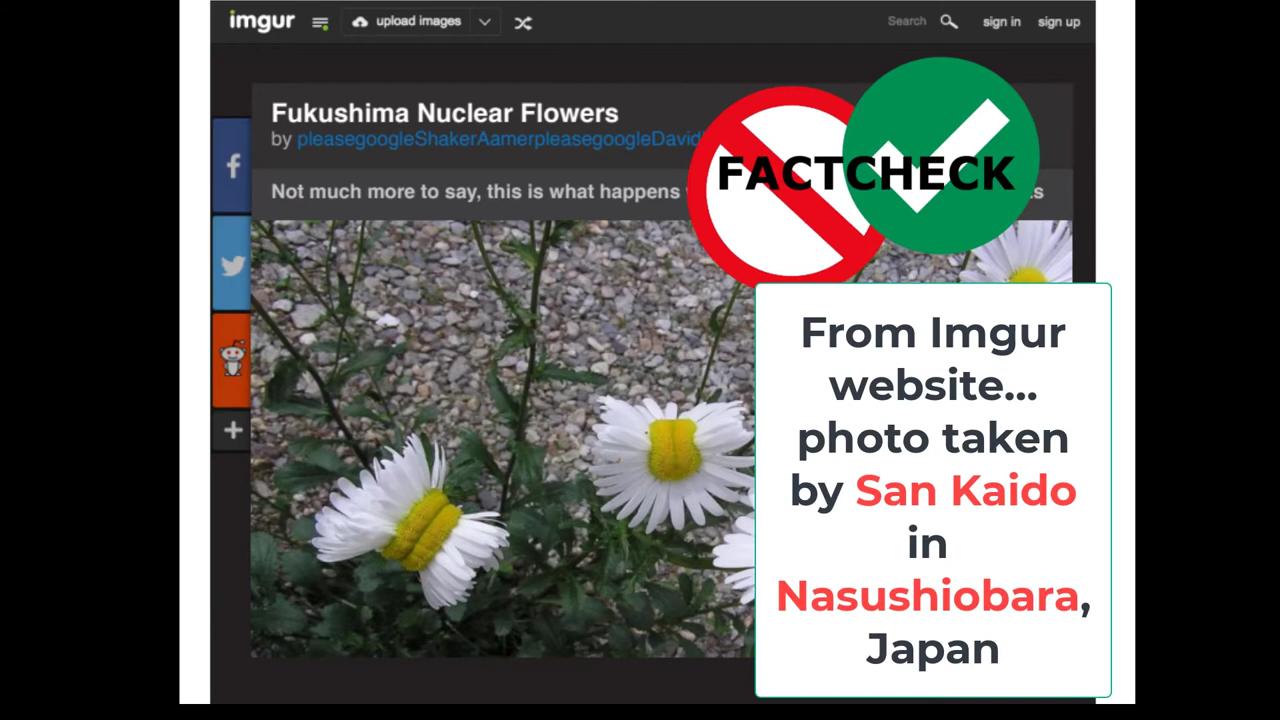 imgur
upload images
Search
sign in
sign up
Fukushima Nuclear Flowers
by pleasegoogleShakerAamerpleasegoogleDavid
Not much more to say, this is what happens
FACTCHECK
From Imgur
website...
photo taken
by San Kaido
in
Nasushiobara,
Japan